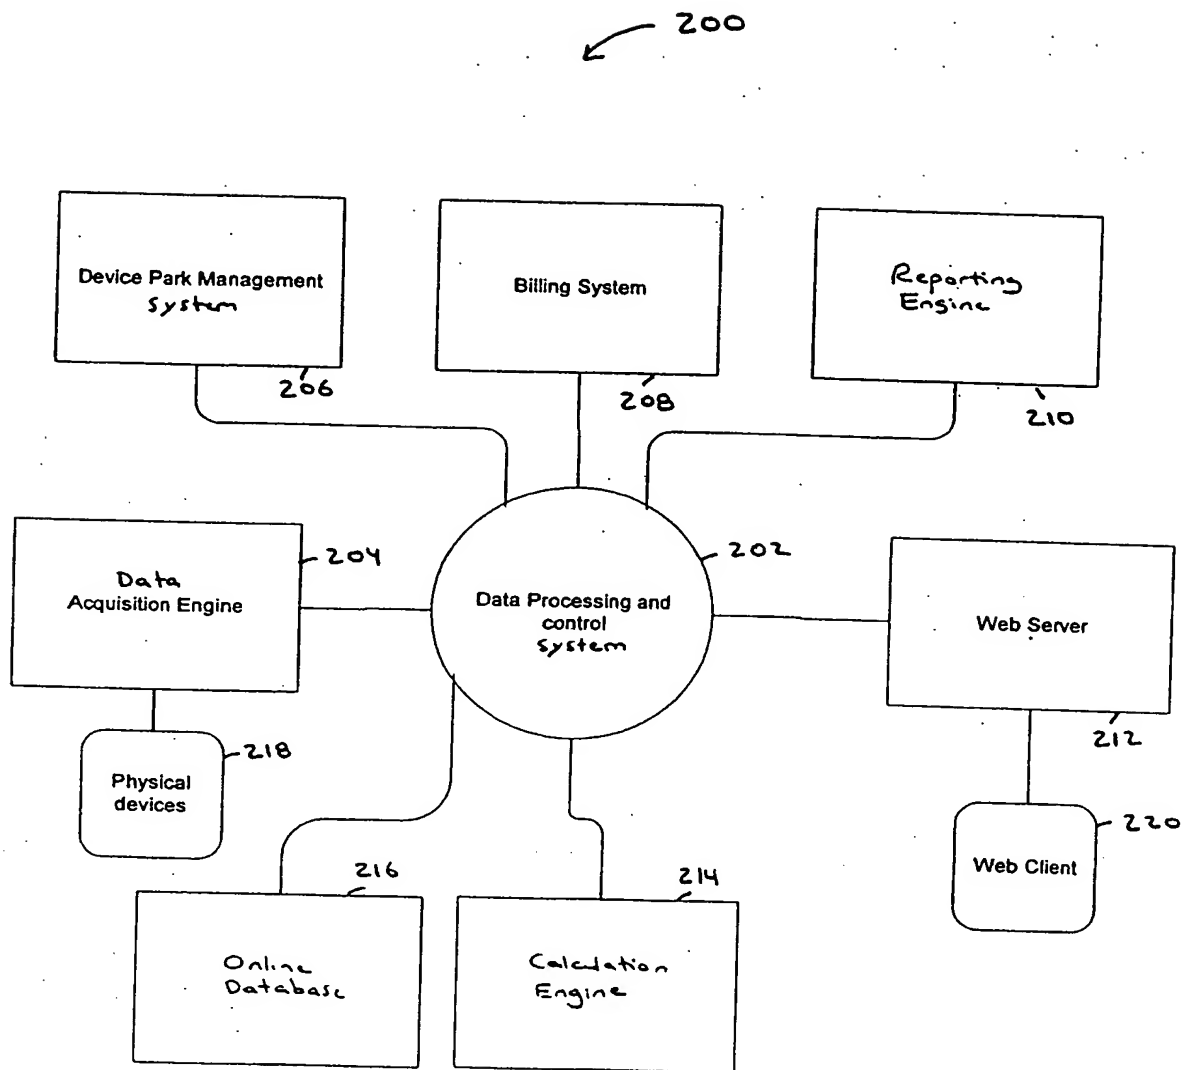 200
Device Park Management
System
206
Billing System
208
Reporting
Engine
210
Data
Acquisition Engine
204
Data Processing and
control
System
202
Web Server
212
Physical
devices
218
Web Client
220
Online
Database
216
Calculation
Engine
214